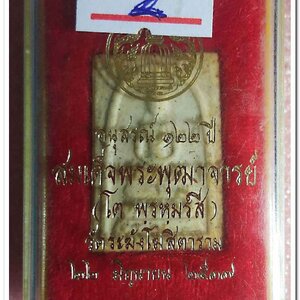 2
อนุสรณ์ ๑๒๒ ปี
สมเด็จพระพุฒาจารย์
(โต พรหมรังสี)
วัดระฆังโฆสิตาราม
๒๒ มิถุนายน ๒๕๓๗